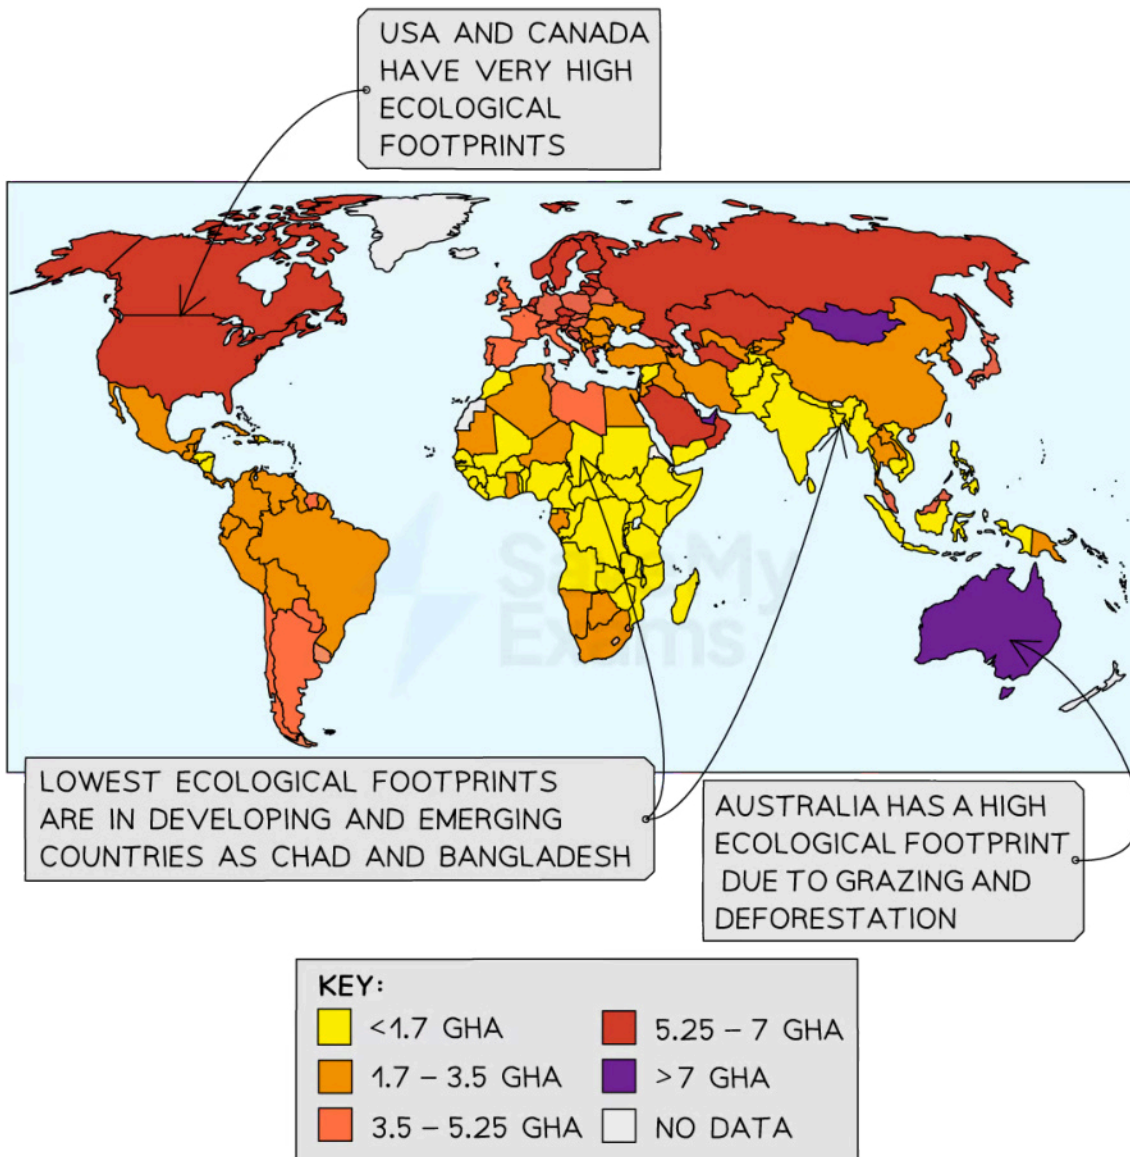 USA AND CANADA
HAVE VERY HIGH
ECOLOGICAL
FOOTPRINTS
SaveMy
Exams
LOWEST ECOLOGICAL FOOTPRINTS
ARE IN DEVELOPING AND EMERGING
COUNTRIES AS CHAD AND BANGLADESH
AUSTRALIA HAS A HIGH
ECOLOGICAL FOOTPRINT
DUE TO GRAZING AND
DEFORESTATION
KEY:
<1.7 GHA
5.25 – 7 GHA
1.7 – 3.5 GHA
>7 GHA
3.5 – 5.25 GHA
NO DATA